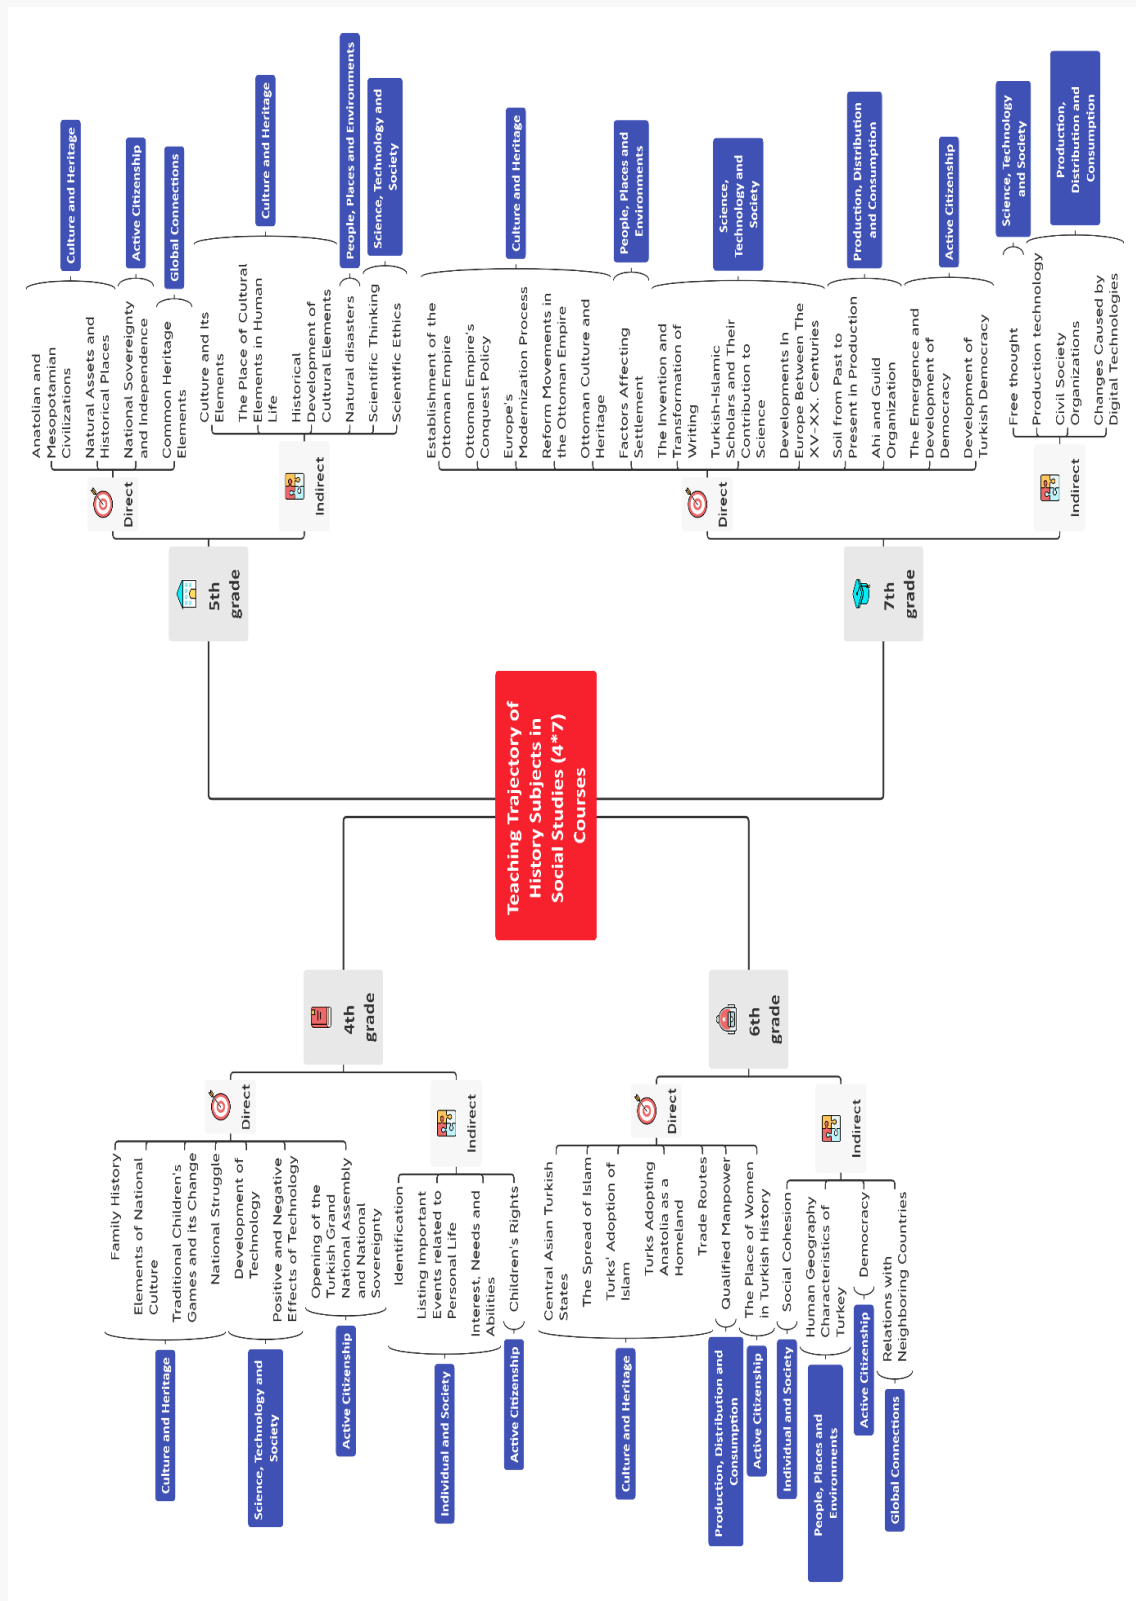 Teaching Trajectory of
History Subjects in
Social Studies (4*7)
Courses
4th
grade
Direct
Family History
Elements of National
Culture
Traditional Children's
Games and its Change
National Struggle
Culture and Heritage
Development of
Technology
Positive and Negative
Effects of Technology
Science, Technology and
Society
Opening of the
Turkish Grand
National Assembly
and National
Sovereignty
Active Citizenship
Indirect
Identification
Listing Important
Events related to
Personal Life
Interest, Needs and
Abilities
Individual and Society
Children's Rights
Active Citizenship
5th
grade
Direct
Anatolian and
Mesopotamian
Civilizations
Natural Assets and
Historical Places
Culture and Heritage
National Sovereignty
and Independence
Active Citizenship
Common Heritage
Elements
Global Connections
Indirect
Culture and Its
Elements
The Place of Cultural
Elements in Human
Life
Historical
Development of
Cultural Elements
Culture and Heritage
Natural disasters
People, Places and Environments
Scientific Thinking
Scientific Ethics
Science, Technology and
Society
6th
grade
Direct
Central Asian Turkish
States
The Spread of Islam
Turks' Adoption of
Islam
Turks Adopting
Anatolia as a
Homeland
Trade Routes
Culture and Heritage
Qualified Manpower
Production, Distribution and
Consumption
The Place of Women
in Turkish History
Active Citizenship
Indirect
Social Cohesion
Individual and Society
Human Geography
Characteristics of
Turkey
People, Places and
Environments
Democracy
Active Citizenship
Relations with
Neighboring Countries
Global Connections
7th
grade
Direct
Establishment of the
Ottoman Empire
Ottoman Empire's
Conquest Policy
Europe's
Modernization Process
Reform Movements in
the Ottoman Empire
Ottoman Culture and
Heritage
Culture and Heritage
Factors Affecting
Settlement
People, Places and
Environments
The Invention and
Transformation of
Writing
Turkish-Islamic
Scholars and Their
Contribution to
Science
Developments In
Europe Between The
XV-XX. Centuries
Science,
Technology and
Society
Soil from Past to
Present in Production
Ahi and Guild
Organization
Production, Distribution
and Consumption
The Emergence and
Development of
Democracy
Development of
Turkish Democracy
Active Citizenship
Indirect
Free thought
Science, Technology
and Society
Production technology
Civil Society
Organizations
Changes Caused by
Digital Technologies
Production,
Distribution and
Consumption